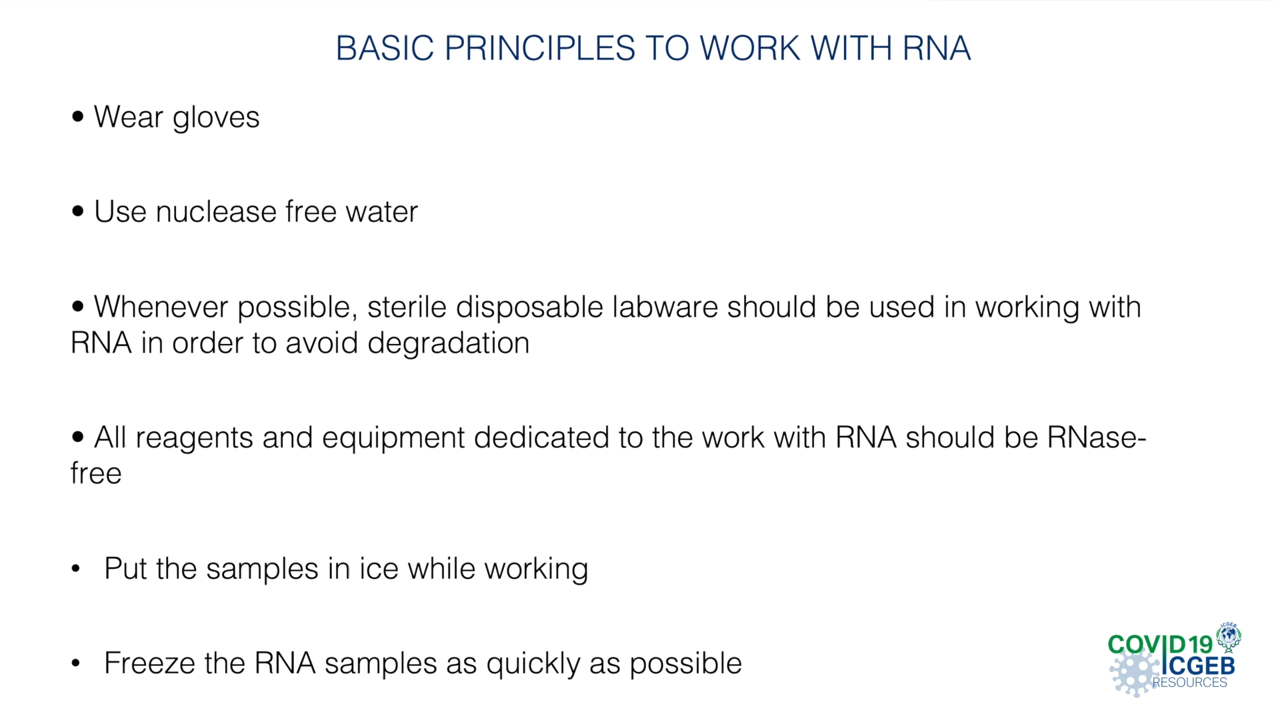 BASIC PRINCIPLES TO WORK WITH RNA
• Wear gloves
• Use nuclease free water
• Whenever possible, sterile disposable labware should be used in working with
RNA in order to avoid degradation
• All reagents and equipment dedicated to the work with RNA should be RNase-
free
• Put the samples in ice while working
• Freeze the RNA samples as quickly as possible
ICGEB
COVID19
ICGEB
RESOURCES